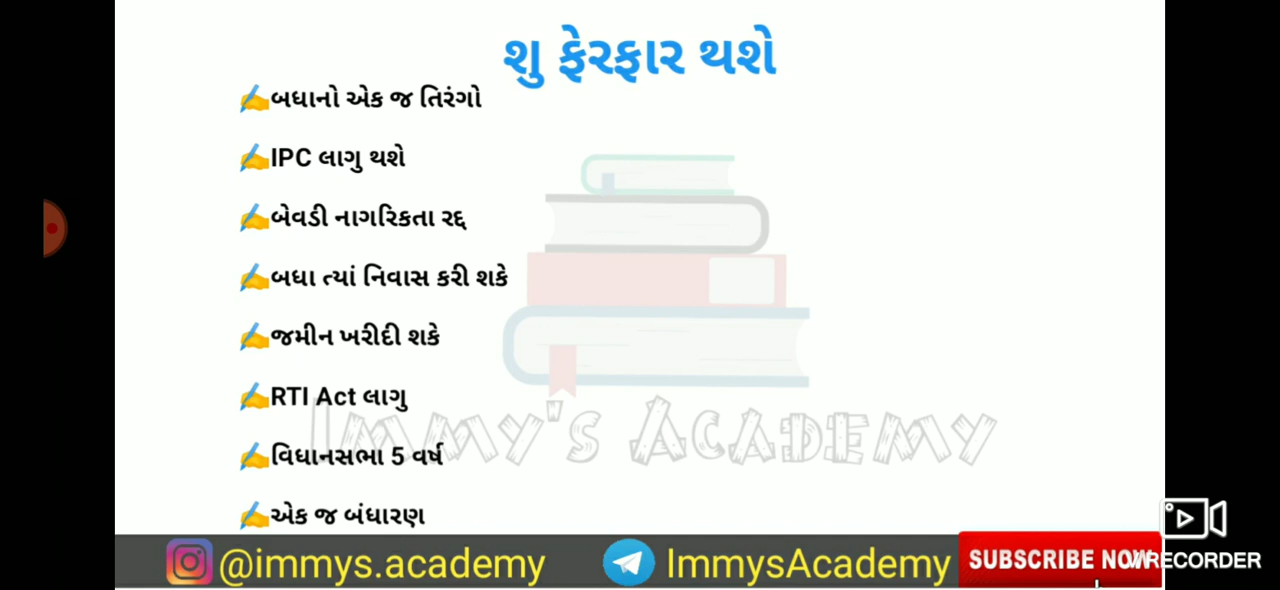 શુ ફેરફાર થશે
✍️બધાનો એક જ તિરંગો
✍️IPC લાગુ થશે
✍️બેવડી નાગરિકતા રદ્દ
✍️બધા ત્યાં નિવાસ કરી શકે
✍️જમીન ખરીદી શકે
✍️RTI Act લાગુ
IMMY'S ACADEMY
✍️વિધાનસભા 5 વર્ષ
✍️એક જ બંધારણ
@immys.academy ImmysAcademy SUBSCRIBE NOW RECORDER